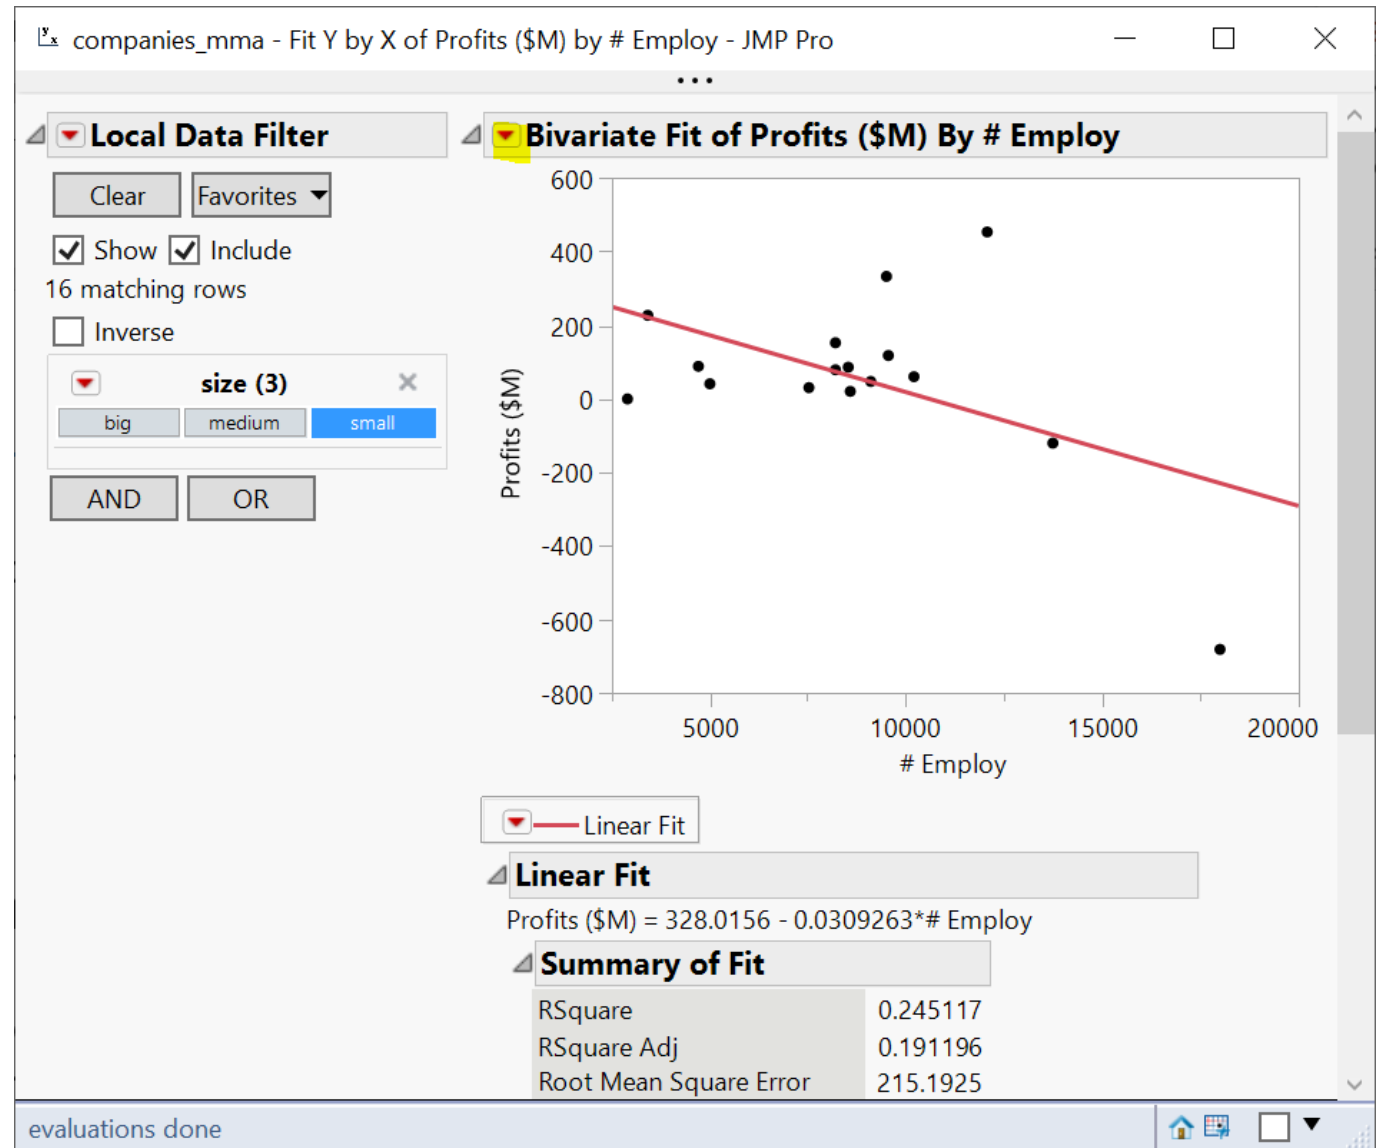 companies_mma - Fit Y by X of Profits ($M) by # Employ - JMP Pro
Local Data Filter
Clear Favorites
Show Include
16 matching rows
Inverse
size (3)
big medium small
AND OR
Bivariate Fit of Profits ($M) By # Employ
600
400
200
0
-200
-400
-600
-800
Profits ($M)
5000 10000 15000 20000
# Employ
Linear Fit
Linear Fit
Profits ($M) = 328.0156 - 0.0309263*# Employ
Summary of Fit
RSquare 0.245117
RSquare Adj 0.191196
Root Mean Square Error 215.1925
evaluations done